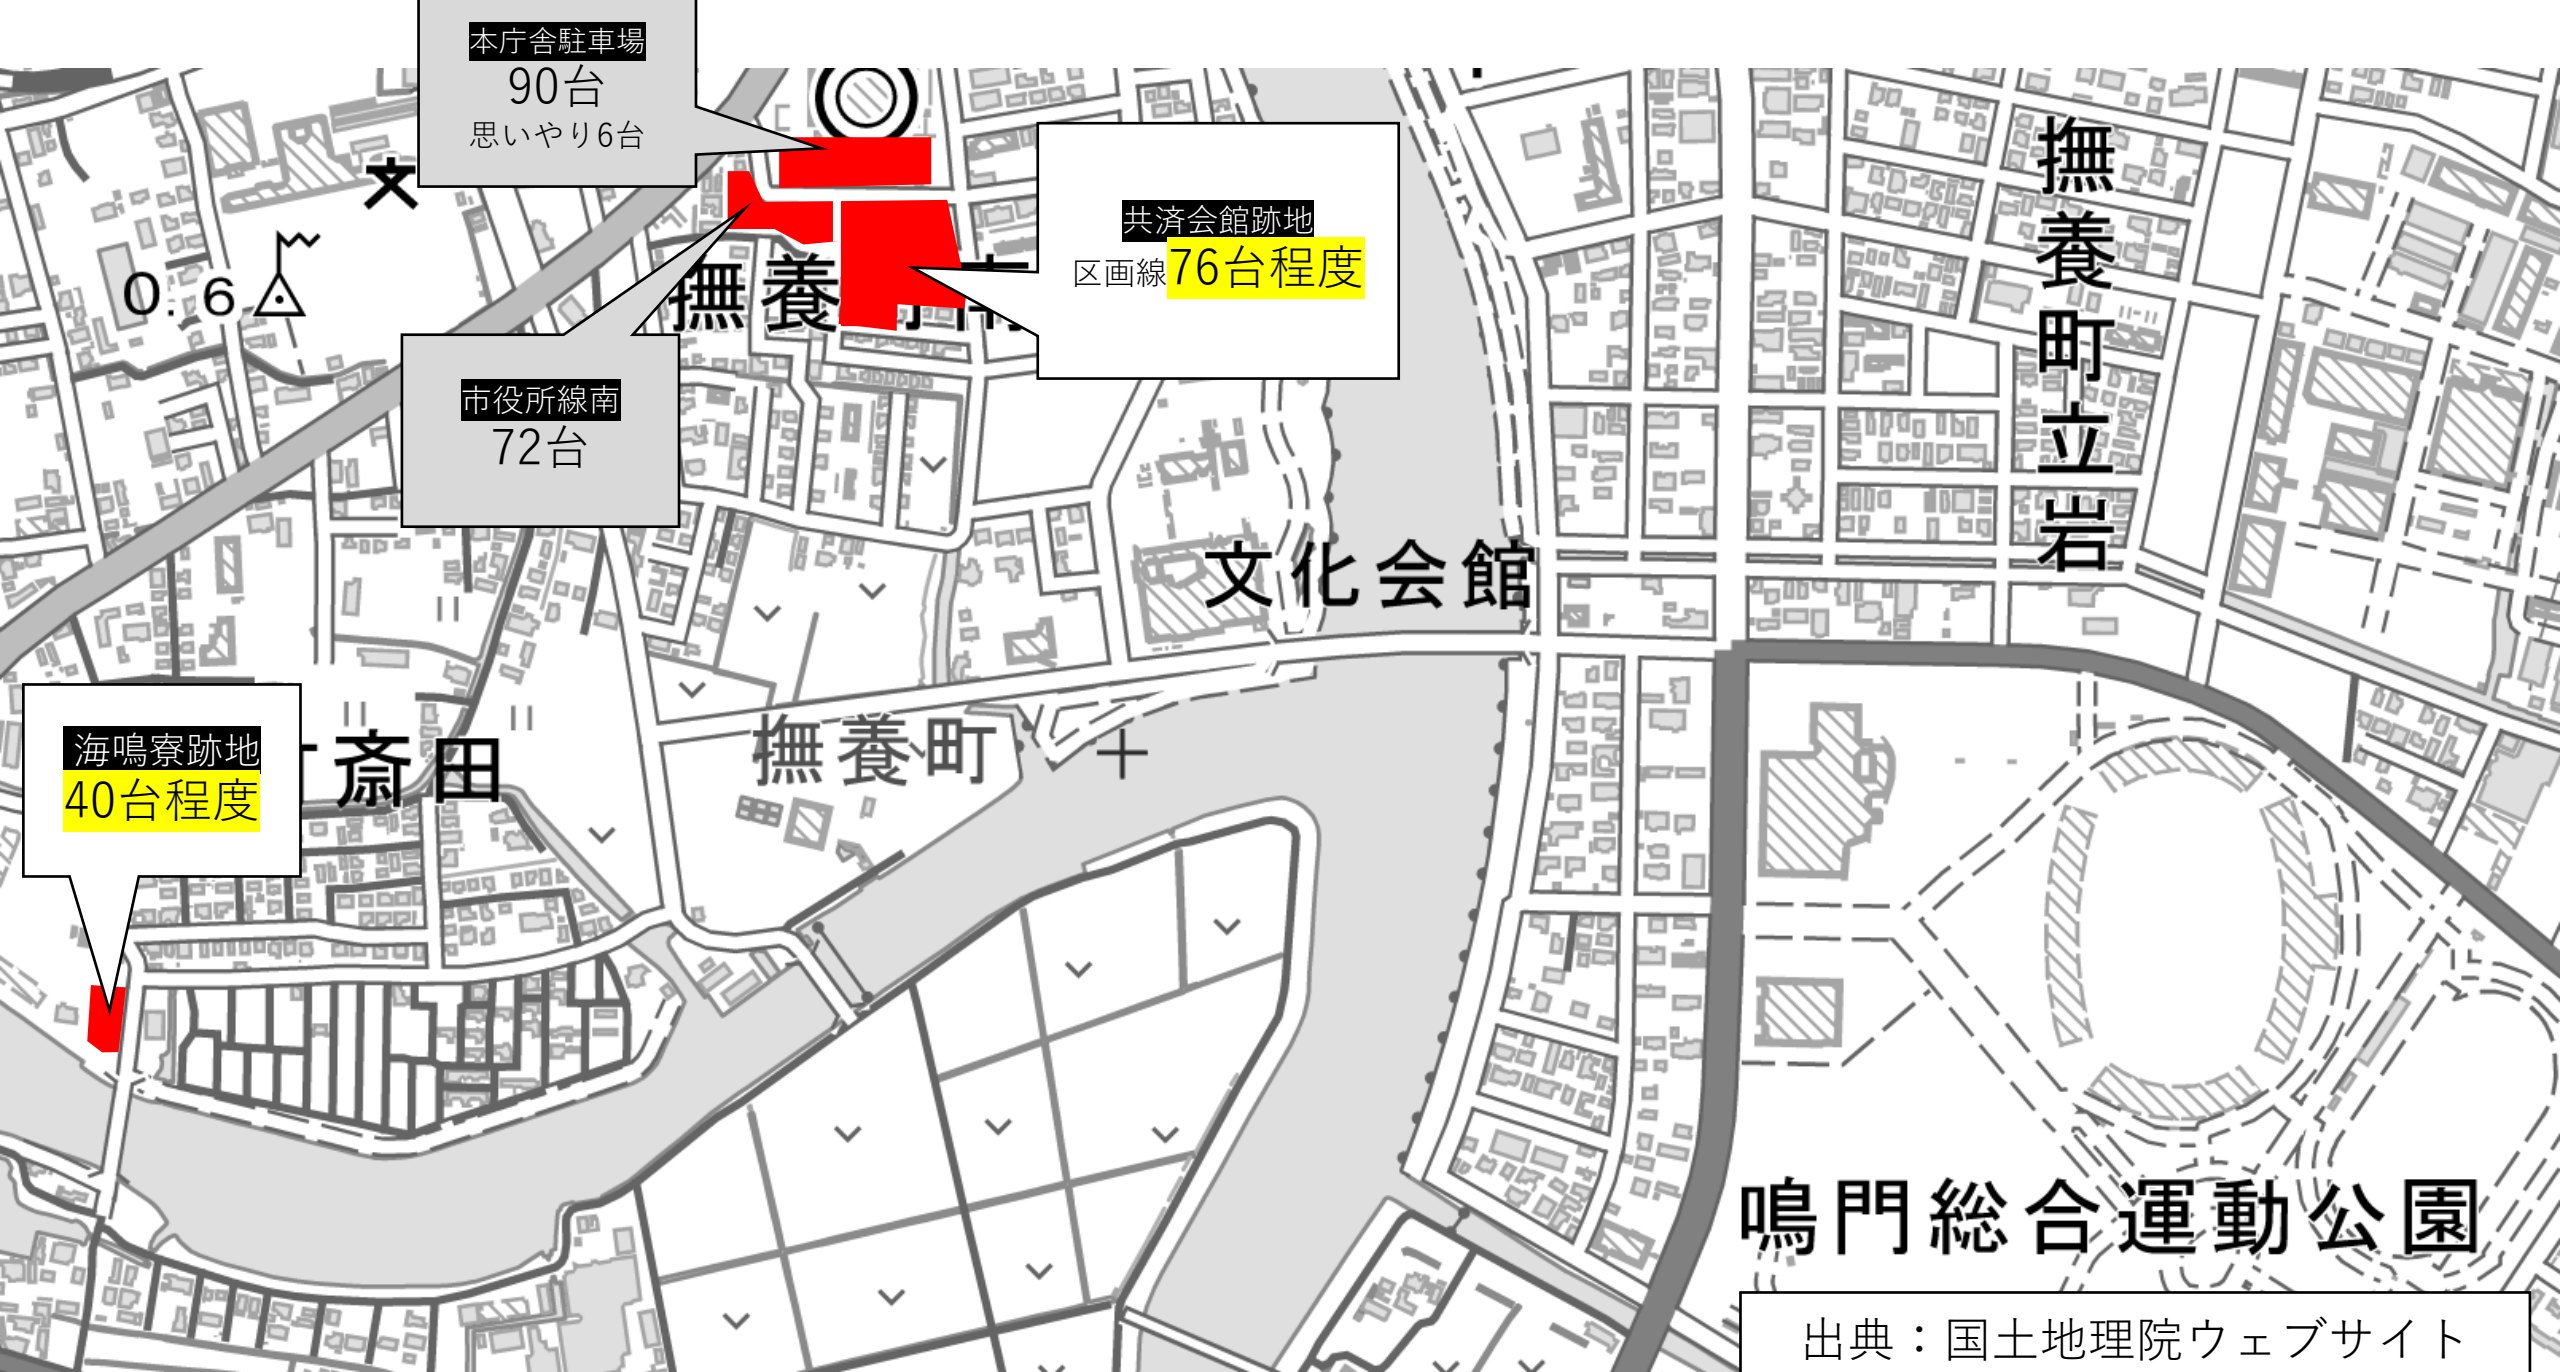 本庁舎駐車場
90台
思いやり6台
共済会館跡地
区画線76台程度
撫養町立岩
0.6
撫養
南
市役所線南
72台
文化会館
海鳴寮跡地
40台程度
斎田
撫養町
鳴門総合運動公園
出典：国土地理院ウェブサイト